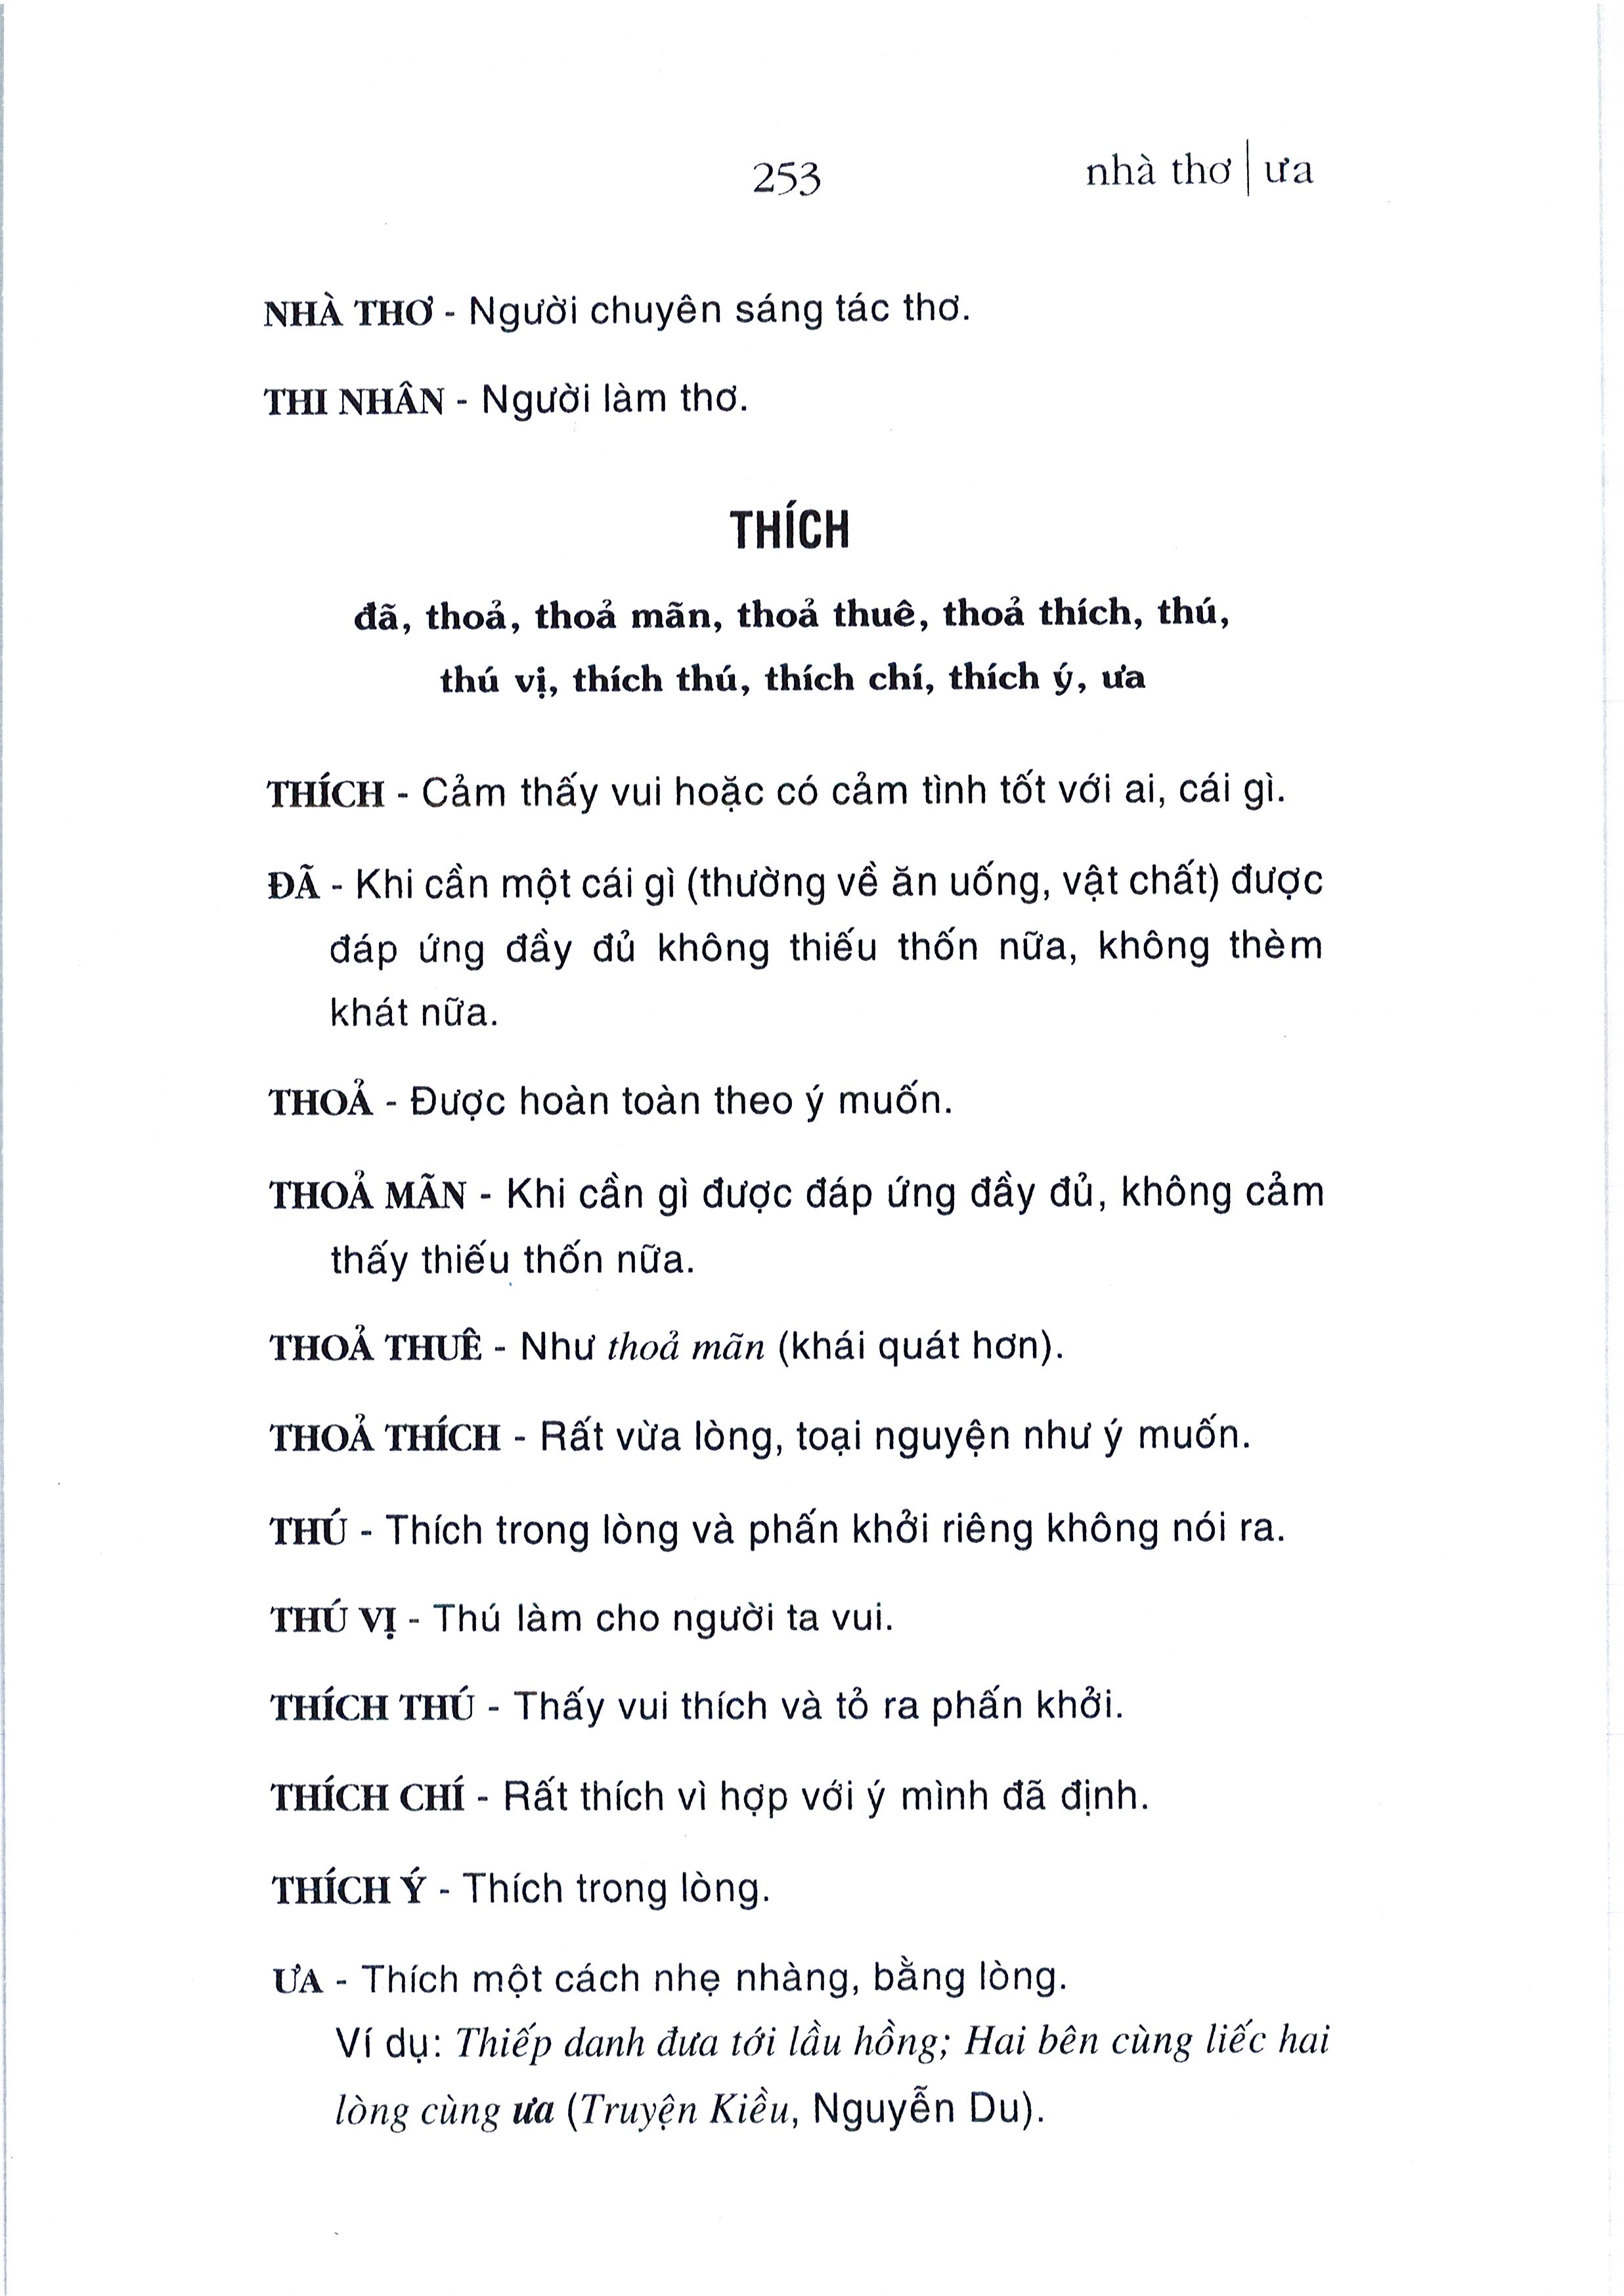 253 nhà thơ | ưa
NHÀ THƠ - Người chuyên sáng tác thơ.
THI NHÂN - Người làm thơ.
THÍCH
đã, thoả, thoả mãn, thoả thuê, thoả thích, thú,
thú vị, thích thú, thích chí, thích ý, ưa
THÍCH - Cảm thấy vui hoặc có cảm tình tốt với ai, cái gì.
ĐÃ - Khi cần một cái gì (thường về ăn uống, vật chất) được
đáp ứng đầy đủ không thiếu thốn nữa, không thèm
khát nữa.
THOẢ - Được hoàn toàn theo ý muốn.
THOẢ MÃN - Khi cần gì được đáp ứng đầy đủ, không cảm
thấy thiếu thốn nữa.
THOẢ THUÊ - Như thoả mãn (khái quát hơn).
THOẢ THÍCH - Rất vừa lòng, toại nguyện như ý muốn.
THÚ - Thích trong lòng và phấn khởi riêng không nói ra.
THÚ VỊ - Thú làm cho người ta vui.
THÍCH THÚ - Thấy vui thích và tỏ ra phấn khởi.
THÍCH CHÍ - Rất thích vì hợp với ý mình đã định.
THÍCH Ý - Thích trong lòng.
ƯA - Thích một cách nhẹ nhàng, bằng lòng.
Ví dụ: Thiếp danh đưa tới lầu hồng; Hai bên cùng liếc hai
lòng cùng ưa (Truyện Kiều, Nguyễn Du).